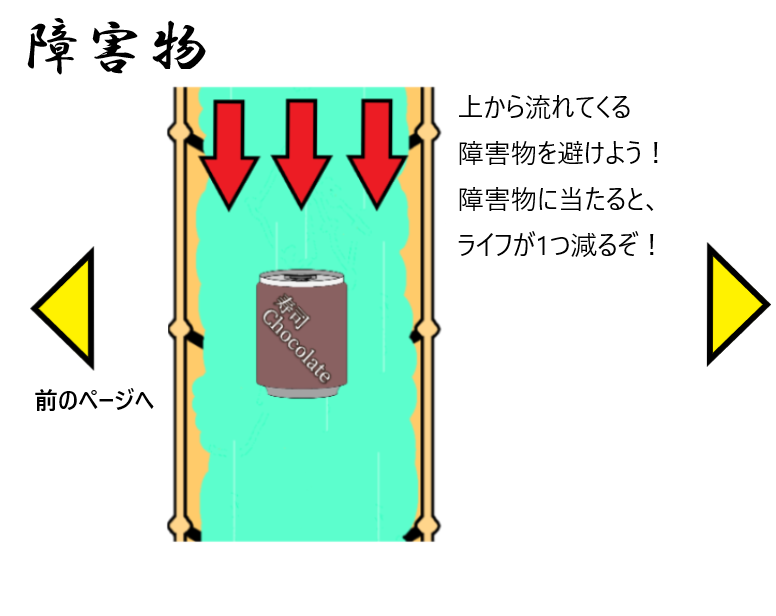 障害物
上から流れてくる
障害物を避けよう！
障害物に当たると、
ライフが1つ減るぞ！
寿司
Chocolate
前のページへ